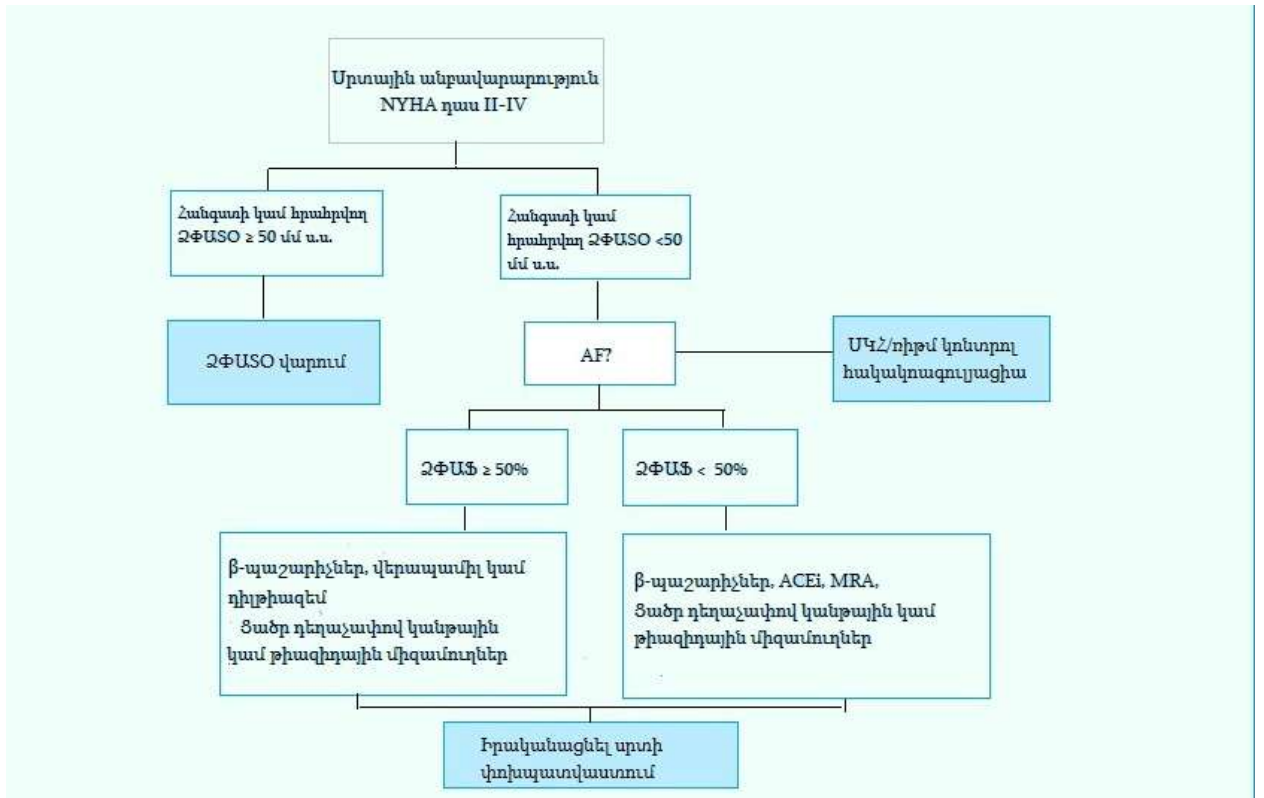 Սրտային անբավարարություն
NYHA դաս II-IV
Հանգստի կամ հրահրվող
ՁՓԱՏՕ ≥ 50 մմ ս.ս.
Հանգստի կամ
հրահրվող ՁՓԱՏՕ <50
մմ ս.ս.
ՁՓԱՏՕ վարում
AF?
ՍԿՀ/ռիթմ կոնտրոլ
հակակոագուլյացիա
ՁՓԱՖ ≥ 50%
ՁՓԱՖ < 50%
β-պաշարիչներ, վերապամիլ կամ
դիլթիազեմ
Ցածր դեղաչափով կանթային
կամ թիազիդային միզամուղներ
β-պաշարիչներ, ACEi, MRA,
Ցածր դեղաչափով կանթային կամ
թիազիդային միզամուղներ
Իրականացնել սրտի
փոխպատվաստում